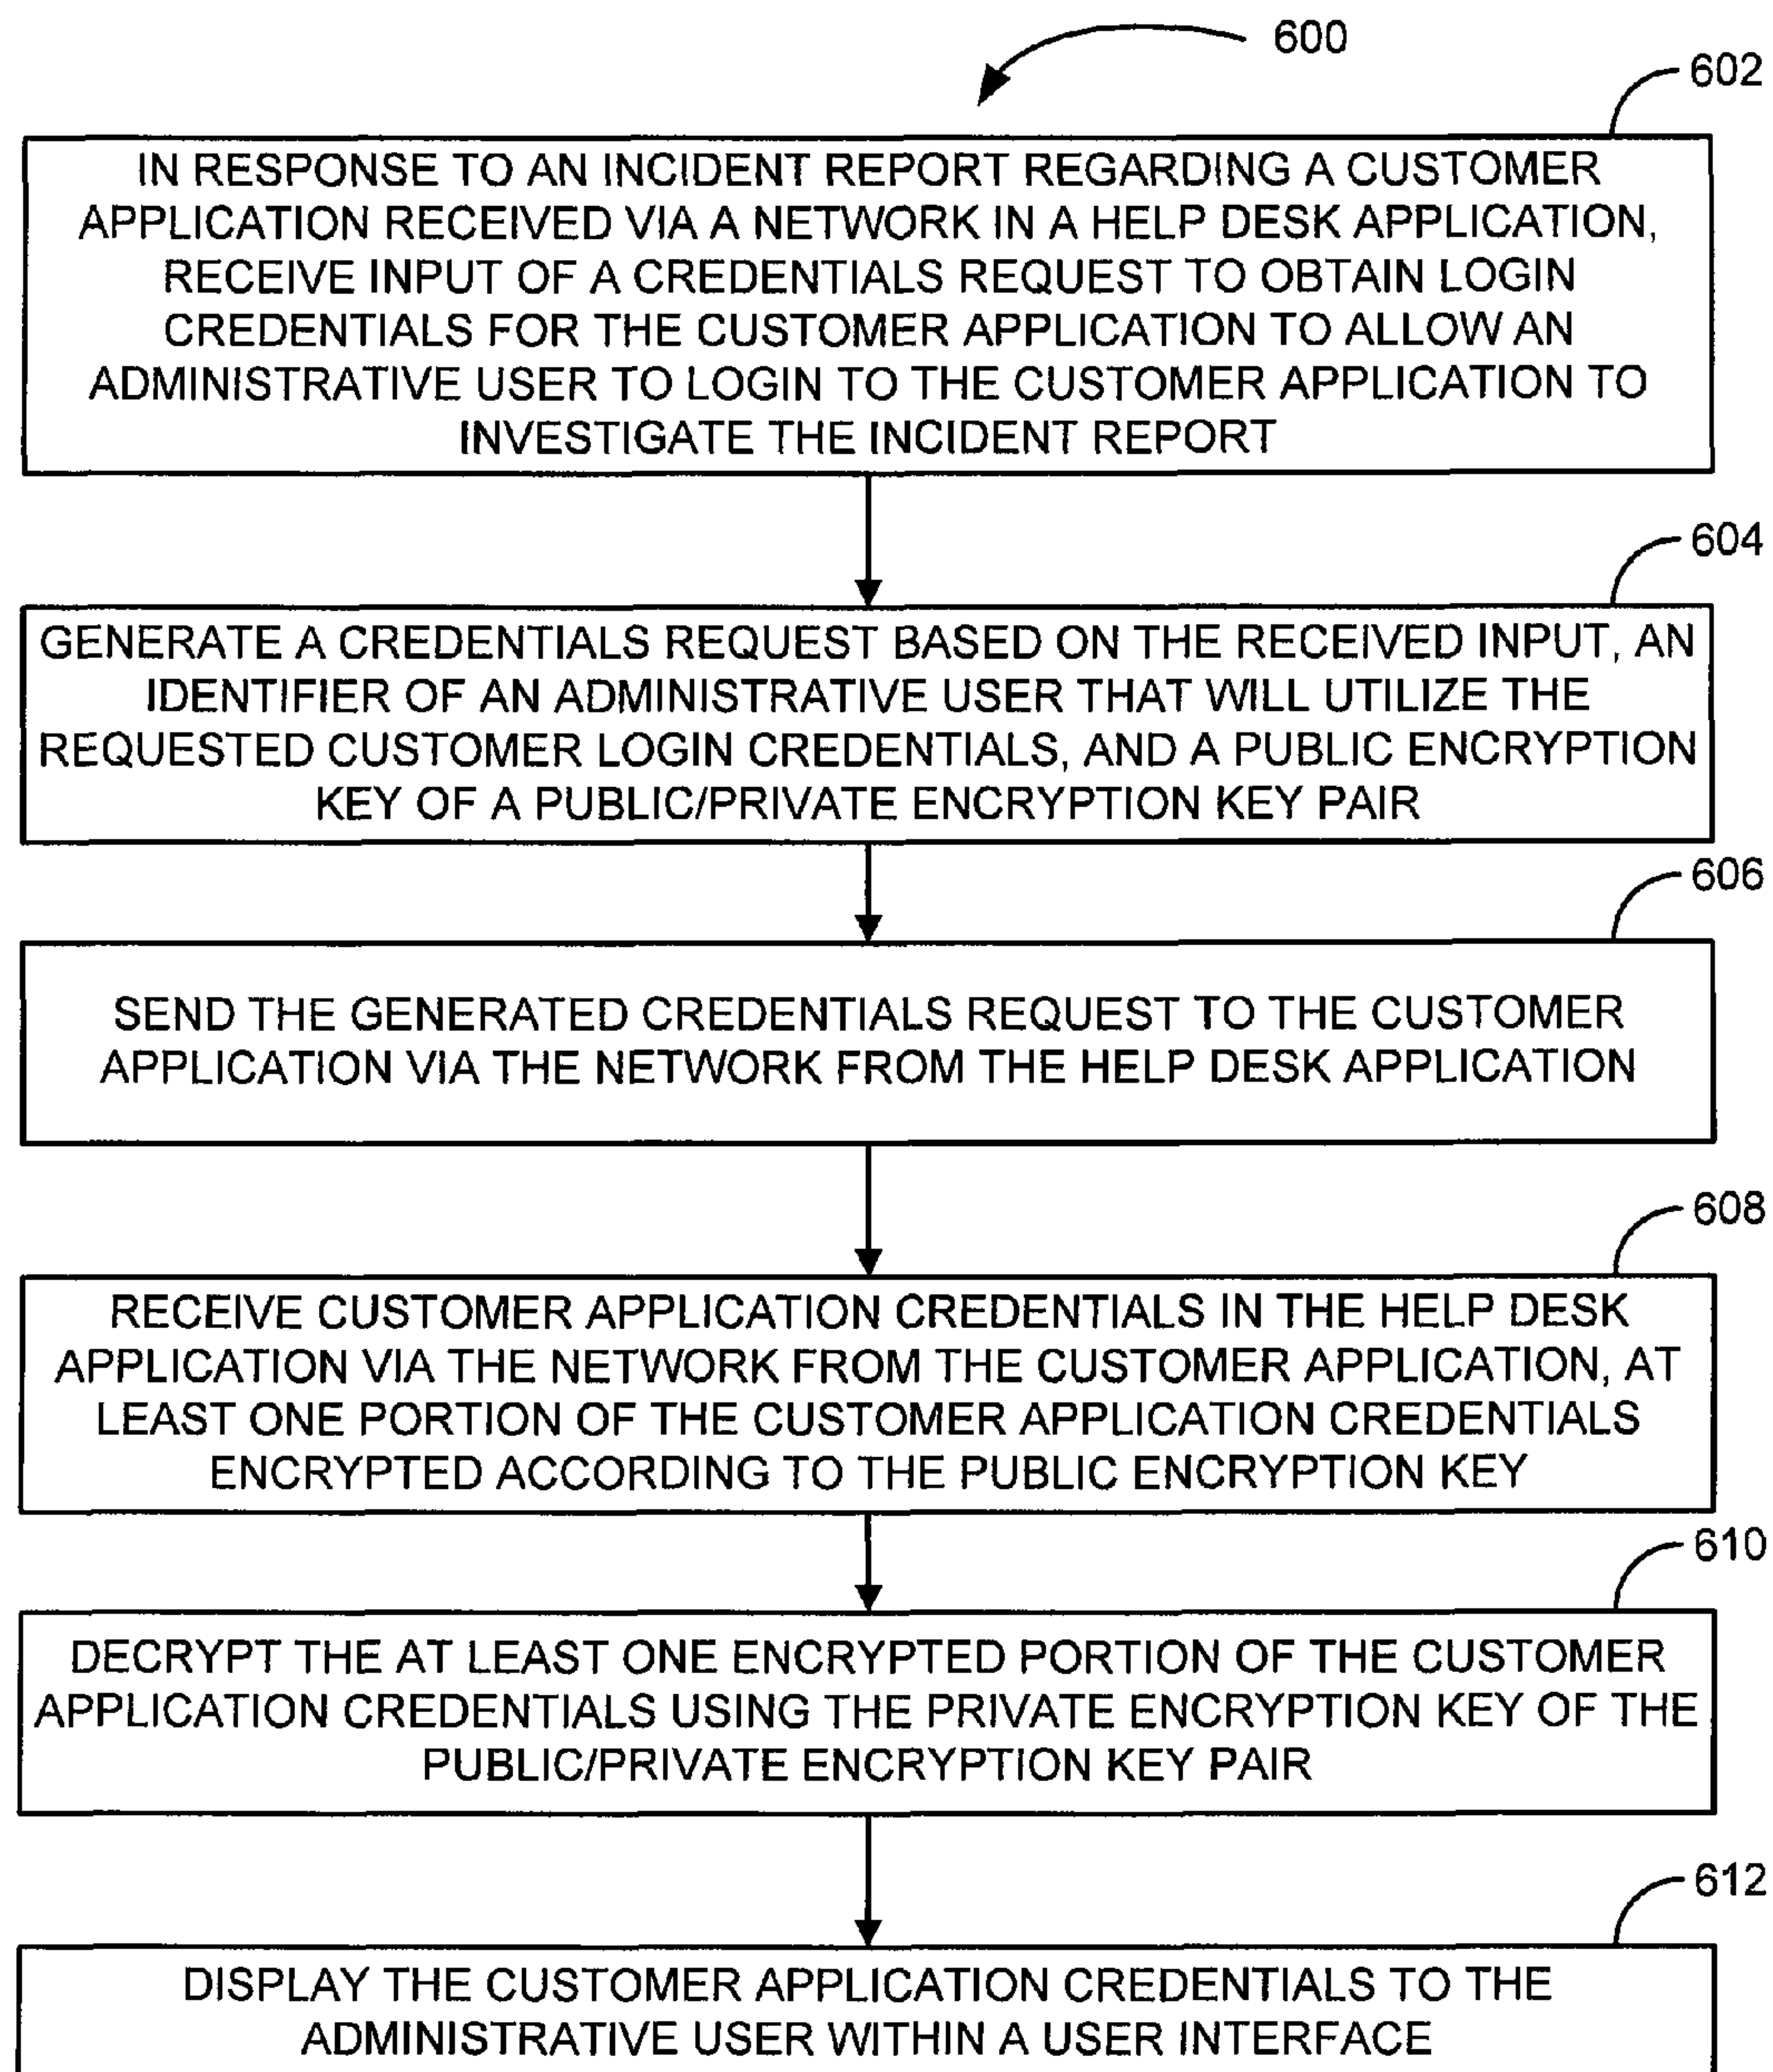 600
602
IN RESPONSE TO AN INCIDENT REPORT REGARDING A CUSTOMER
APPLICATION RECEIVED VIA A NETWORK IN A HELP DESK APPLICATION,
RECEIVE INPUT OF A CREDENTIALS REQUEST TO OBTAIN LOGIN
CREDENTIALS FOR THE CUSTOMER APPLICATION TO ALLOW AN
ADMINISTRATIVE USER TO LOGIN TO THE CUSTOMER APPLICATION TO
INVESTIGATE THE INCIDENT REPORT
604
GENERATE A CREDENTIALS REQUEST BASED ON THE RECEIVED INPUT, AN
IDENTIFIER OF AN ADMINISTRATIVE USER THAT WILL UTILIZE THE
REQUESTED CUSTOMER LOGIN CREDENTIALS, AND A PUBLIC ENCRYPTION
KEY OF A PUBLIC/PRIVATE ENCRYPTION KEY PAIR
606
SEND THE GENERATED CREDENTIALS REQUEST TO THE CUSTOMER
APPLICATION VIA THE NETWORK FROM THE HELP DESK APPLICATION
608
RECEIVE CUSTOMER APPLICATION CREDENTIALS IN THE HELP DESK
APPLICATION VIA THE NETWORK FROM THE CUSTOMER APPLICATION, AT
LEAST ONE PORTION OF THE CUSTOMER APPLICATION CREDENTIALS
ENCRYPTED ACCORDING TO THE PUBLIC ENCRYPTION KEY
610
DECRYPT THE AT LEAST ONE ENCRYPTED PORTION OF THE CUSTOMER
APPLICATION CREDENTIALS USING THE PRIVATE ENCRYPTION KEY OF THE
PUBLIC/PRIVATE ENCRYPTION KEY PAIR
612
DISPLAY THE CUSTOMER APPLICATION CREDENTIALS TO THE
ADMINISTRATIVE USER WITHIN A USER INTERFACE